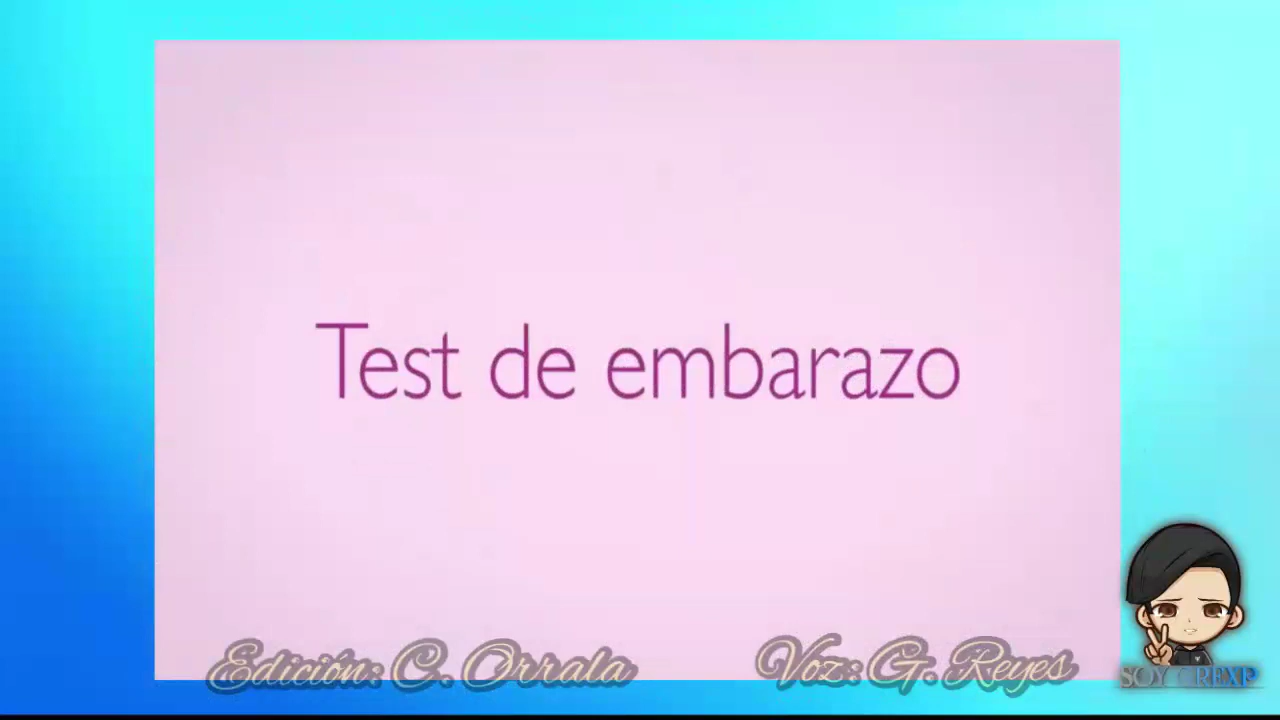 Test de embarazo
Edición: C. Orrala
Voz: G. Reyes
SOY CREXP